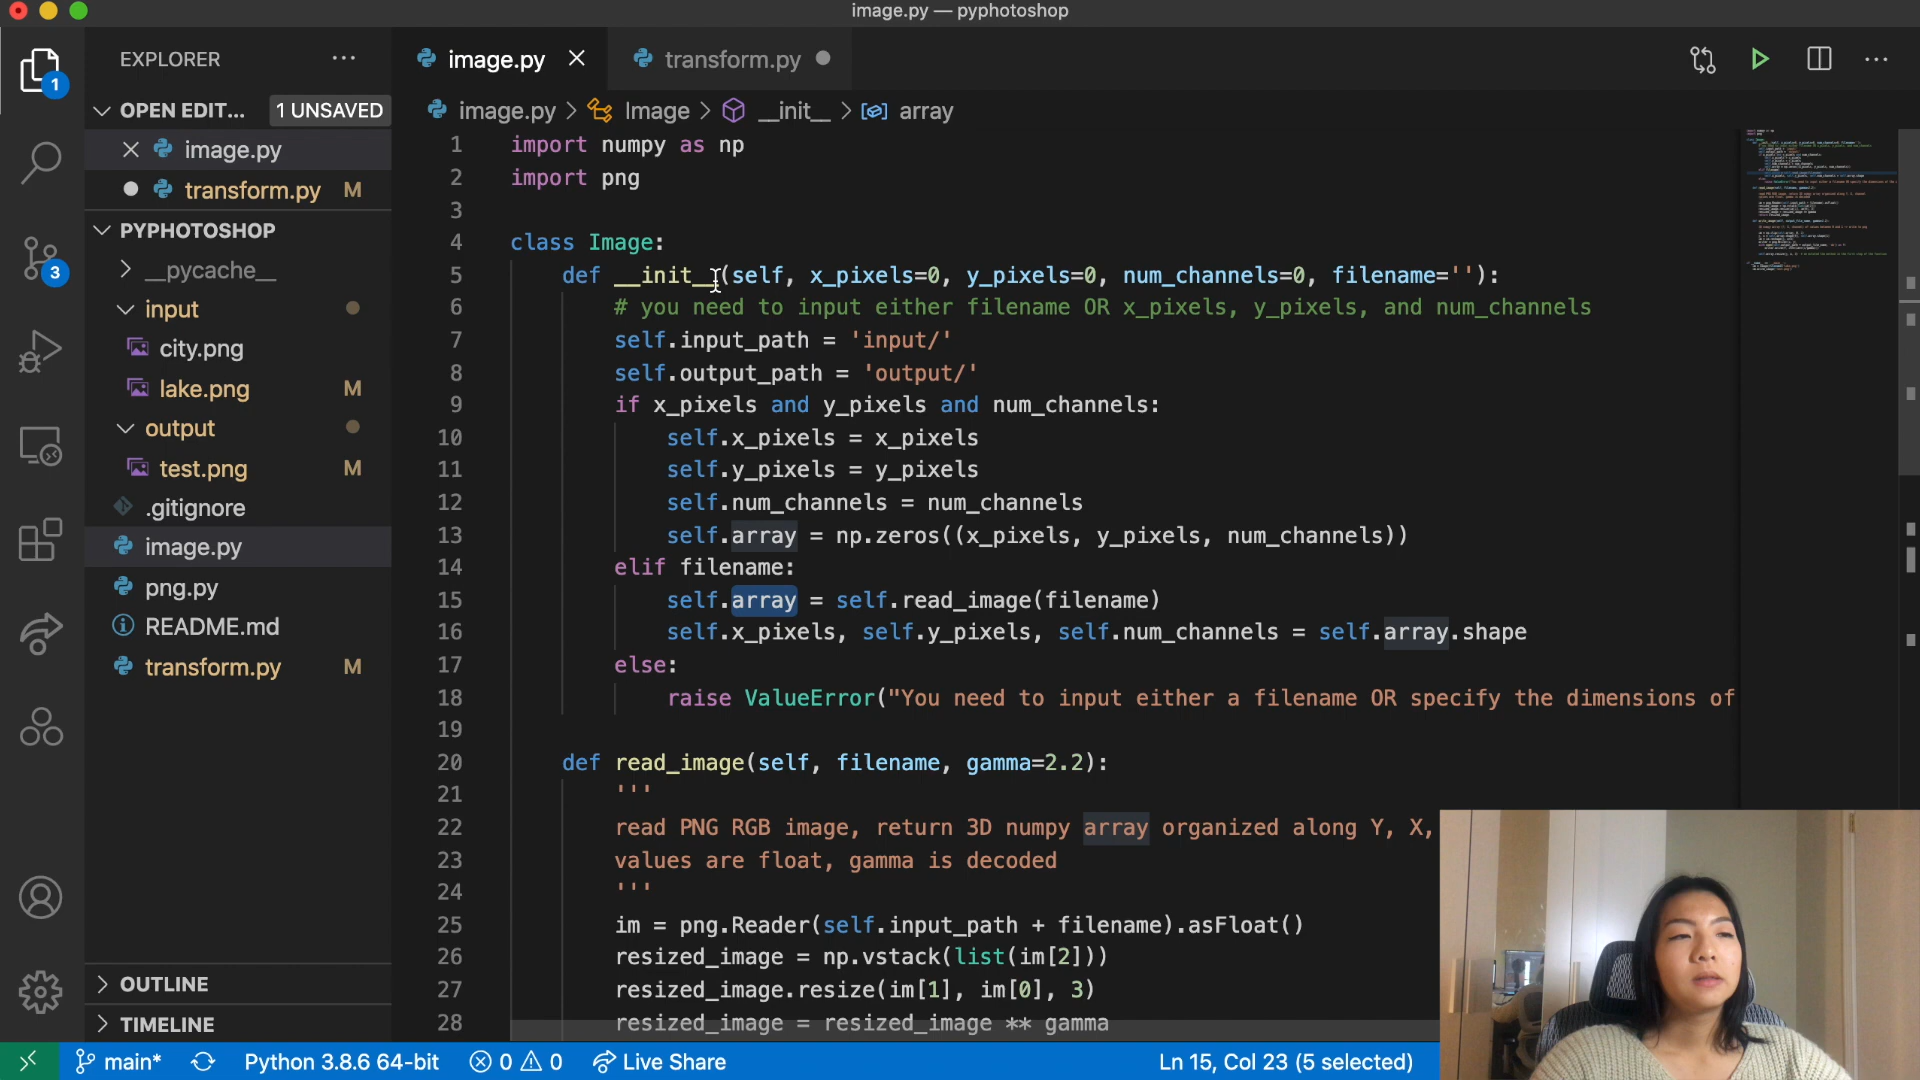 image.py — pyphotoshop
EXPLORER
image.py
transform.py
OPEN EDIT... 1 UNSAVED
image.py > Image > __init__ > array
image.py
transform.py M
PYPHOTOSHOP
__pycache__
input
city.png
lake.png M
output
test.png M
.gitignore
image.py
png.py
README.md
transform.py M
OUTLINE
TIMELINE
1
3
1 import numpy as np
2 import png
3
4 class Image:
5 def __init__(self, x_pixels=0, y_pixels=0, num_channels=0, filename=''):
6 # you need to input either filename OR x_pixels, y_pixels, and num_channels
7 self.input_path = 'input/'
8 self.output_path = 'output/'
9 if x_pixels and y_pixels and num_channels:
10 self.x_pixels = x_pixels
11 self.y_pixels = y_pixels
12 self.num_channels = num_channels
13 self.array = np.zeros((x_pixels, y_pixels, num_channels))
14 elif filename:
15 self.array = self.read_image(filename)
16 self.x_pixels, self.y_pixels, self.num_channels = self.array.shape
17 else:
18 raise ValueError("You need to input either a filename OR specify the dimensions of
19
20 def read_image(self, filename, gamma=2.2):
21 '''
22 read PNG RGB image, return 3D numpy array organized along Y, X,
23 values are float, gamma is decoded
24 '''
25 im = png.Reader(self.input_path + filename).asFloat()
26 resized_image = np.vstack(list(im[2]))
27 resized_image.resize(im[1], im[0], 3)
28 resized_image = resized_image ** gamma
main* Python 3.8.6 64-bit 0 0 Live Share Ln 15, Col 23 (5 selected)